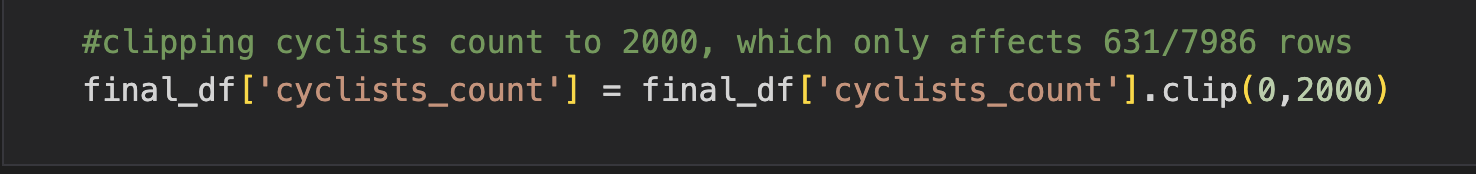 #clipping cyclists count to 2000, which only affects 631/7986 rows
final_df['cyclists_count'] = final_df['cyclists_count'].clip(0,2000)